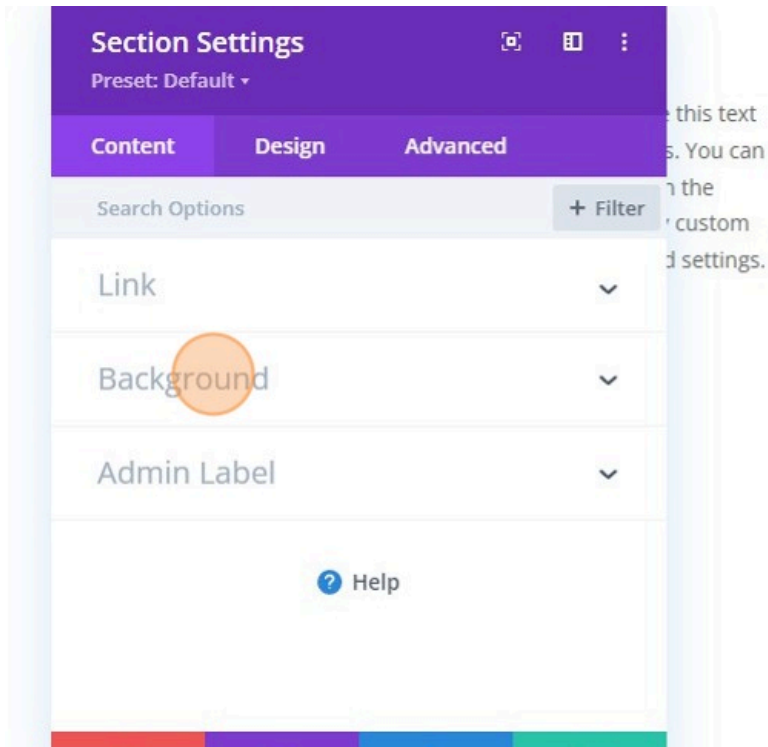 Section Settings
Preset: Default
Content Design Advanced
Search Options + Filter
Link
Background
Admin Label
? Help
this text
s. You can
the
custom
settings.